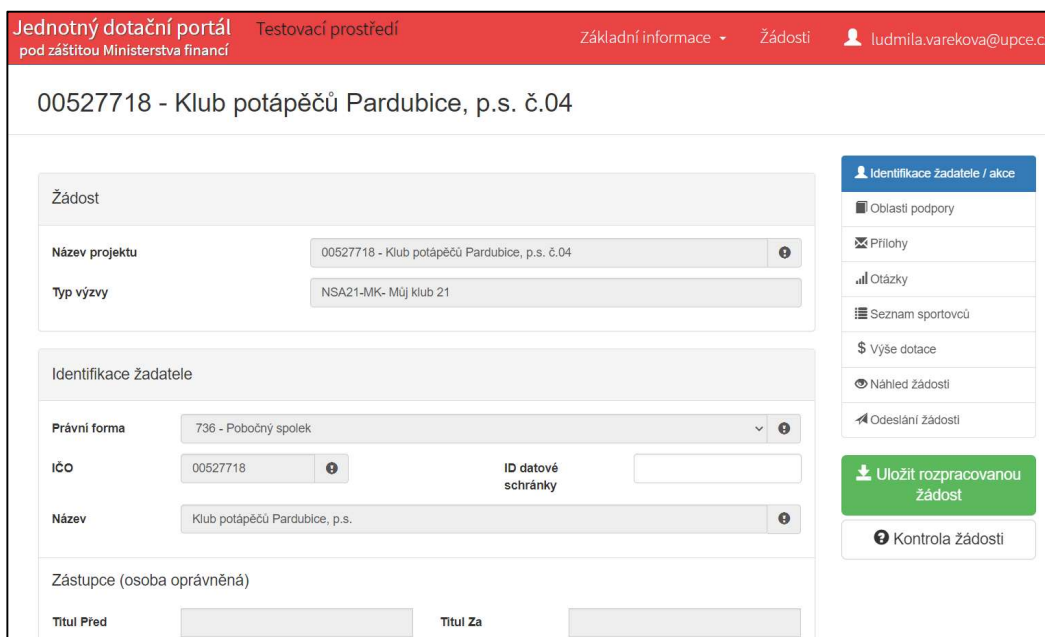 Jednotný dotační portál
pod záštitou Ministerstva financí
Testovací prostředí
Základní informace
Žádosti
ludmila.varekova@upce.c
00527718 - Klub potápěčů Pardubice, p.s. č.04
Žádost
Název projektu
00527718 - Klub potápěčů Pardubice, p.s. č.04
Typ výzvy
NSA21-MK- Můj klub 21
Identifikace žadatele
Právní forma
736 - Pobočný spolek
IČO
00527718
ID datové
schránky
Název
Klub potápěčů Pardubice, p.s.
Zástupce (osoba oprávněná)
Titul Před
Titul Za
Identifikace žadatele / akce
Oblasti podpory
Přílohy
Otázky
Seznam sportovců
$ Výše dotace
Náhled žádosti
Odeslání žádosti
Uložit rozpracovanou
žádost
Kontrola žádosti